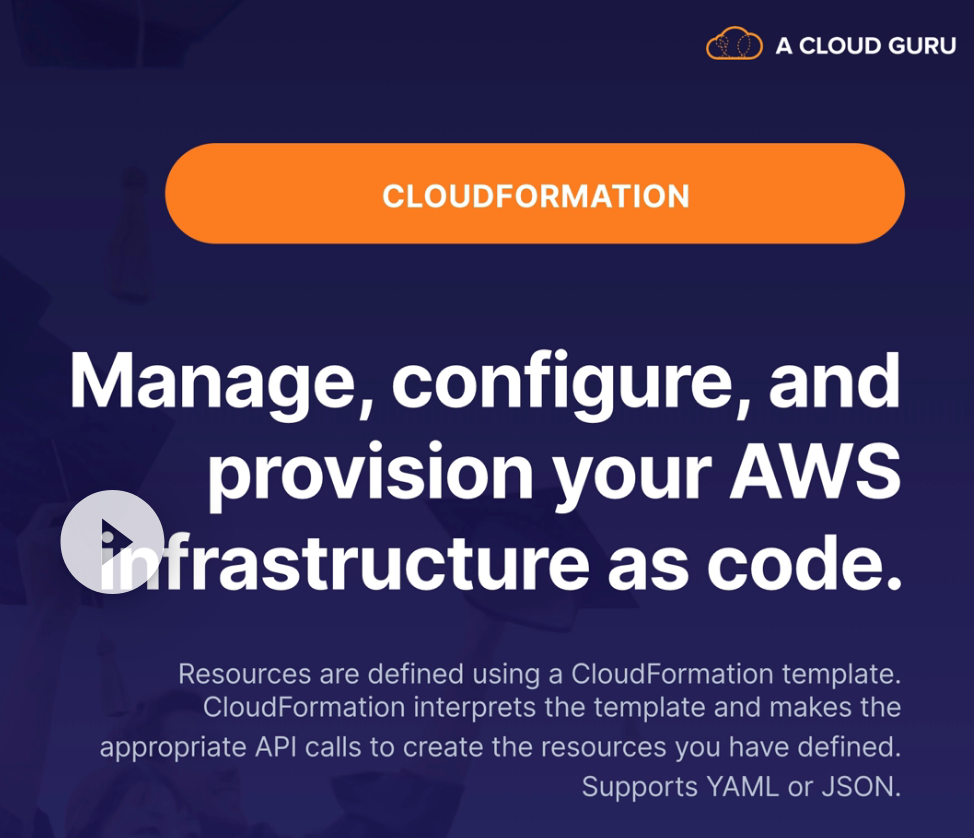 A CLOUD GURU
CLOUDFORMATION
Manage, configure, and
provision your AWS
infrastructure as code.
Resources are defined using a CloudFormation template.
CloudFormation interprets the template and makes the
appropriate API calls to create the resources you have defined.
Supports YAML or JSON.